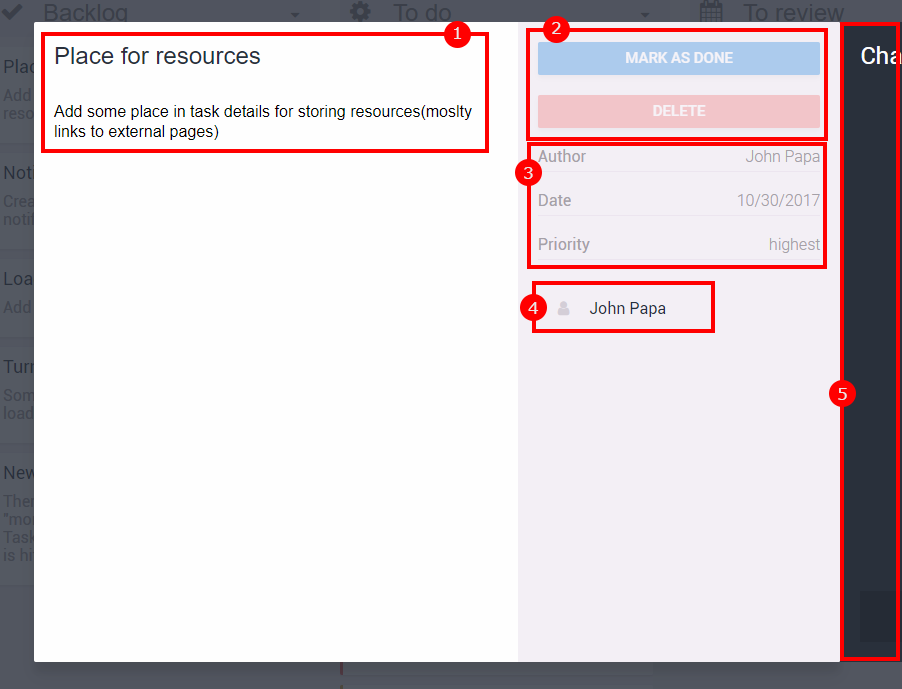 Backlog
To do
To review
1
2
Place for resources
MARK AS DONE
Cha
Plac
Add
reso
Add some place in task details for storing resources(moslty
links to external pages)
DELETE
3
Author
John Papa
Noti
Crea
notif
Date
10/30/2017
Priority
highest
Loa
Add
4
John Papa
Turn
Som
load
5
New
Ther
"mod
Task
is hi